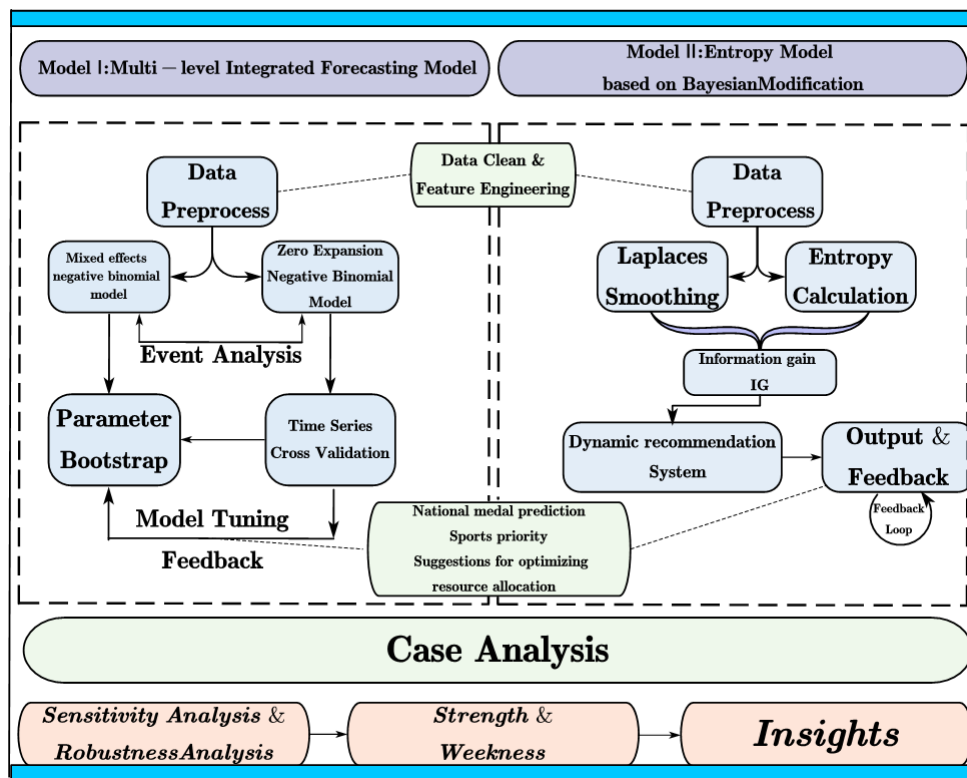 Model I:Multi − level Integrated Forecasting Model
Model II:Entropy Model
based on BayesianModification
Data Clean &
Feature Engineering
Data
Preprocess
Data
Preprocess
Mixed effects
negative binomial
model
Zero Expansion
Negative Binomial
Model
Laplaces
Smoothing
Entropy
Calculation
Event Analysis
Information gain
IG
Parameter
Bootstrap
Time Series
Cross Validation
Dynamic recommendation
System
Output &
Feedback
Feedback
Loop
Model Tuning
Feedback
National medal prediction
Sports priority
Suggestions for optimizing
resource allocation
Case Analysis
Sensitivity Analysis &
RobustnessAnalysis
Strength &
Weekness
Insights